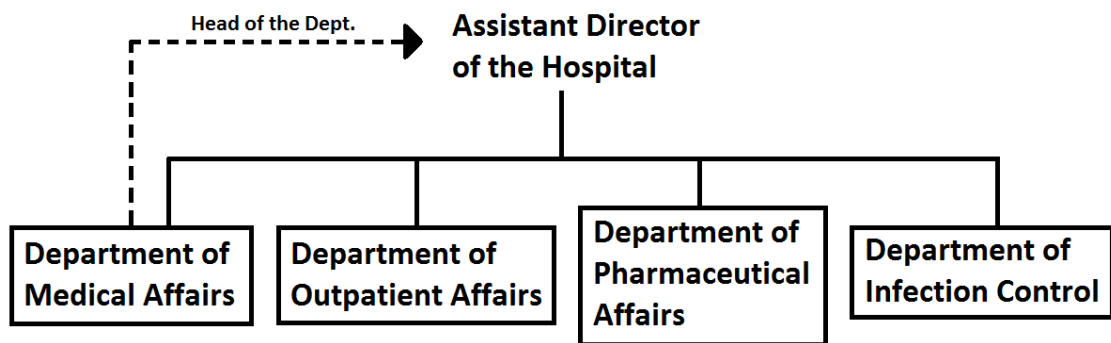 Head of the Dept.
Assistant Director
of the Hospital
Department of
Medical Affairs
Department of
Outpatient Affairs
Department of
Pharmaceutical
Affairs
Department of
Infection Control